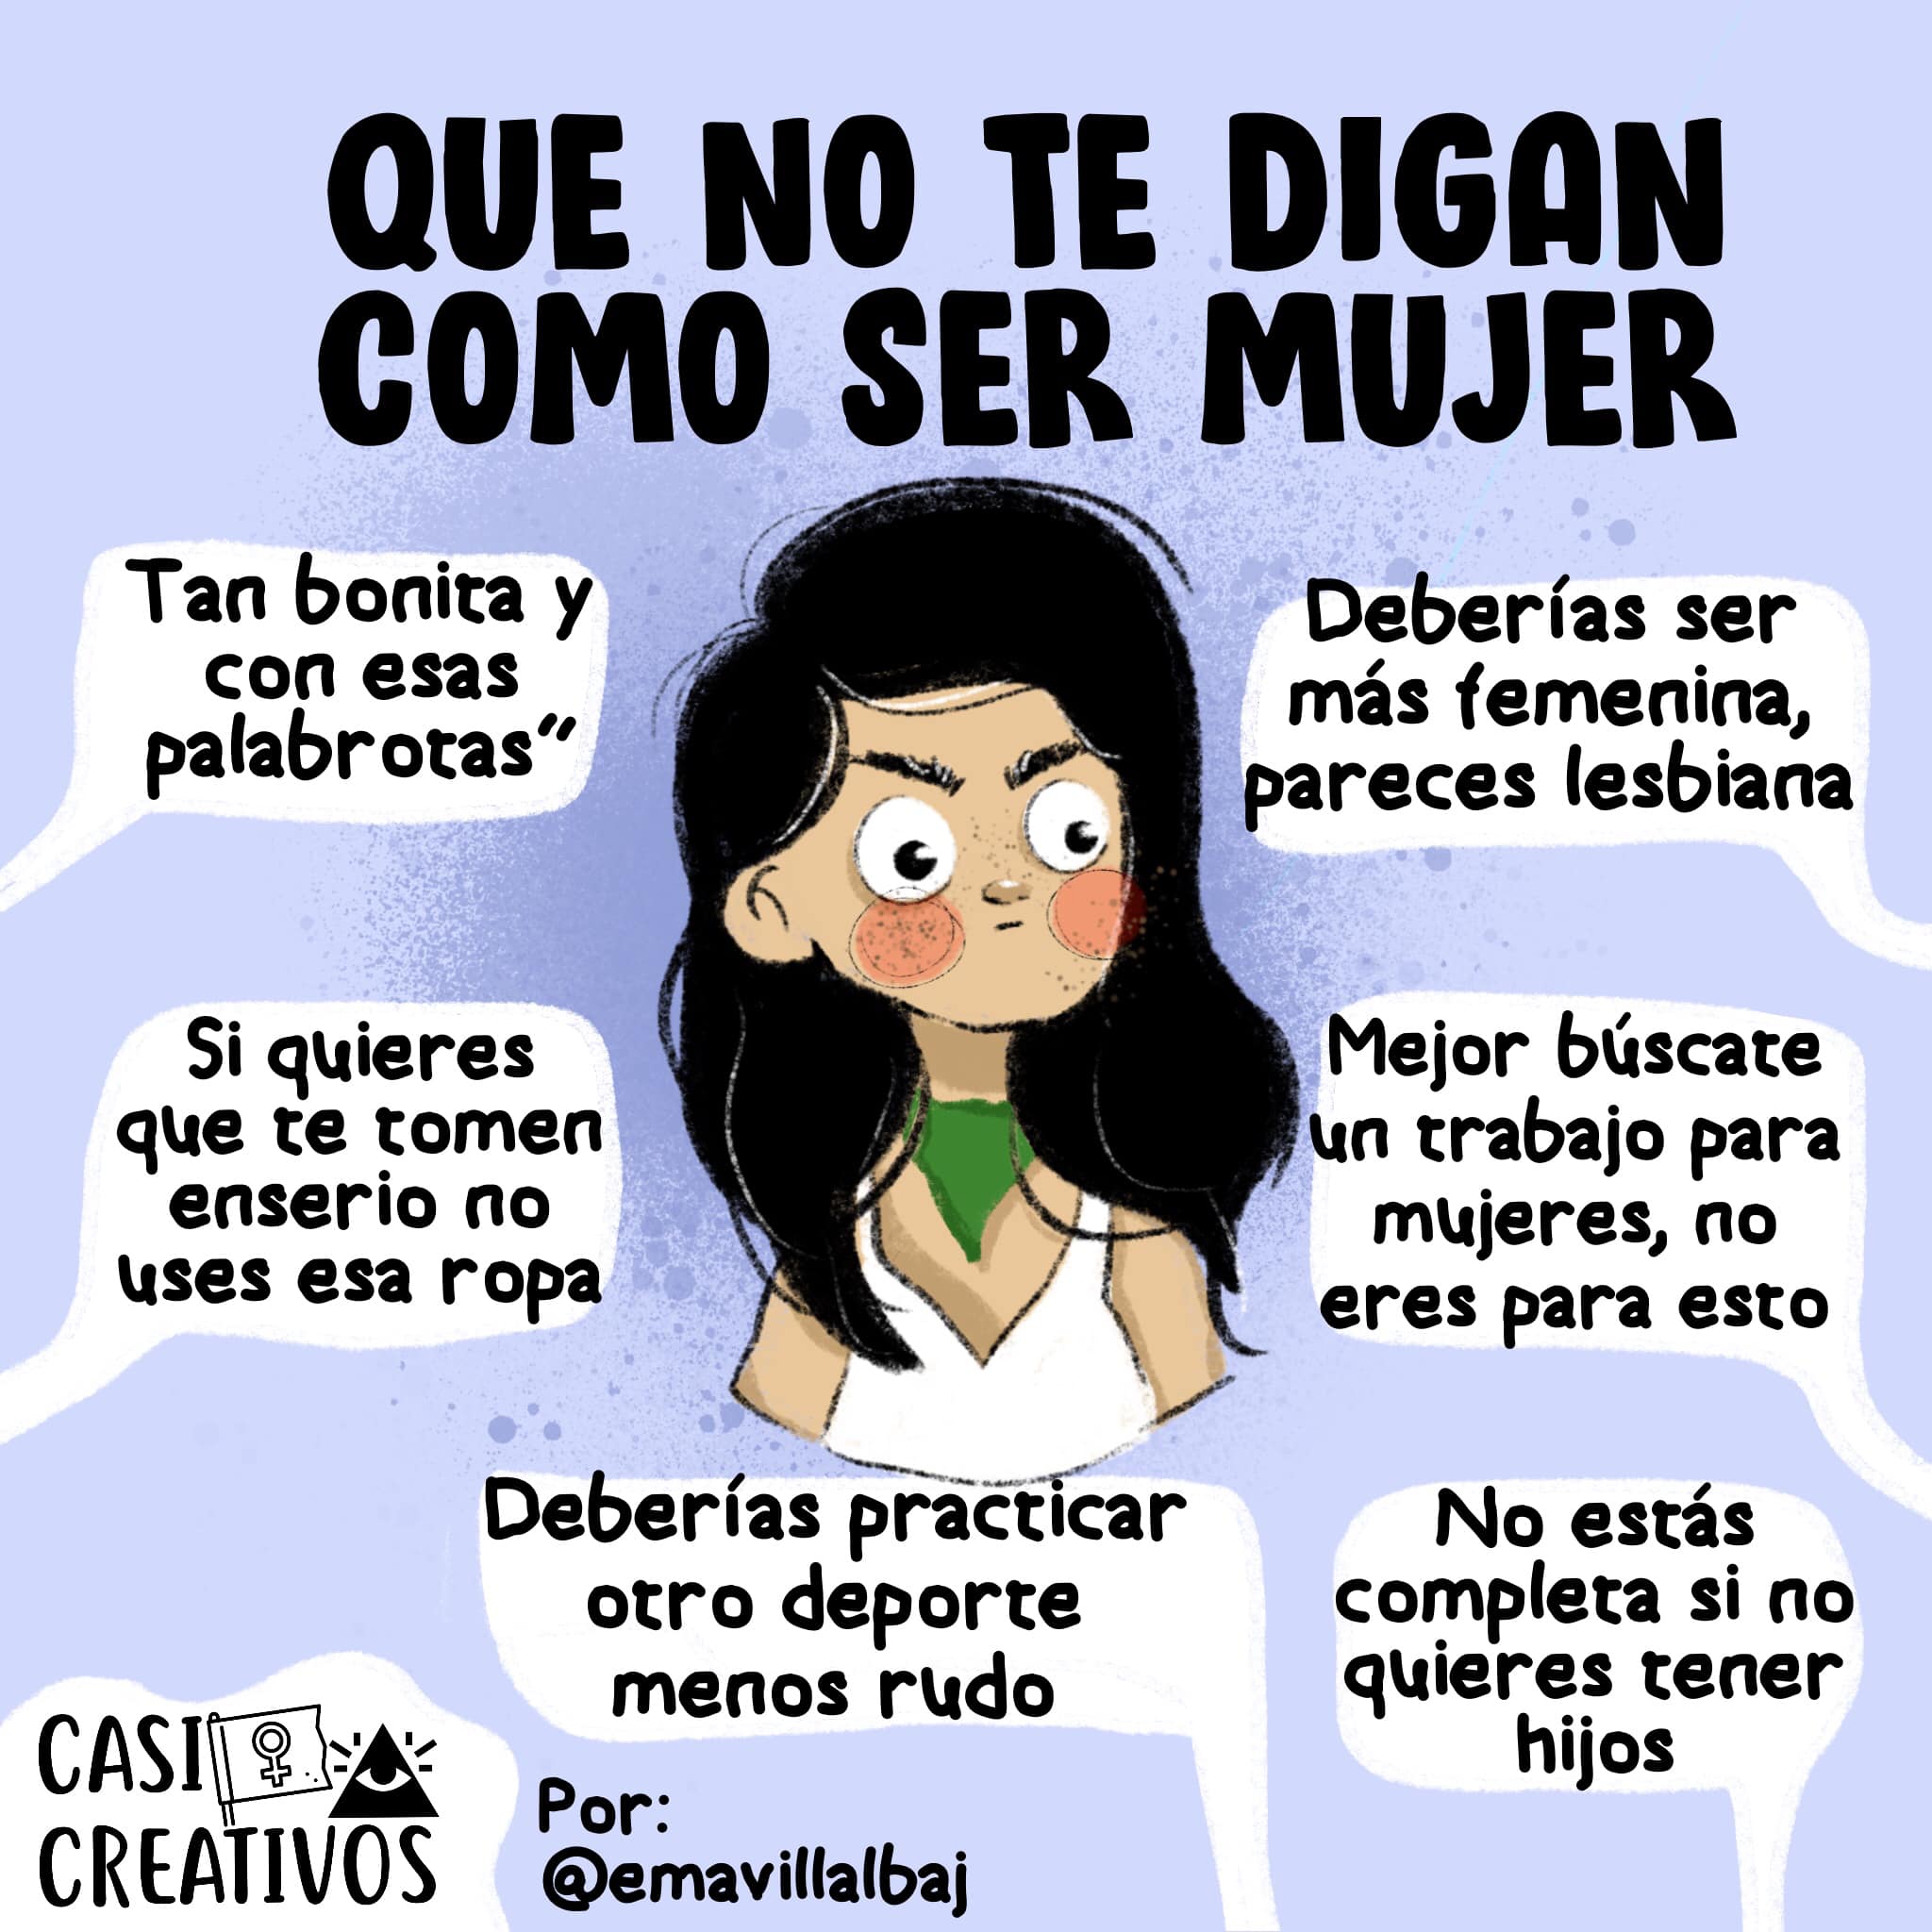 QUE NO TE DIGAN
COMO SER MUJER
Tan bonita y
con esas
palabrotas"
Deberías ser
más femenina,
pareces lesbiana
Si quieres
que te tomen
enserio no
uses esa ropa
Mejor búscate
un trabajo para
mujeres, no
eres para esto
Deberías practicar
otro deporte
menos rudo
No estás
completa si no
quieres tener
hijos
CASI
CREATIVOS
Por:
@emavillalbaj